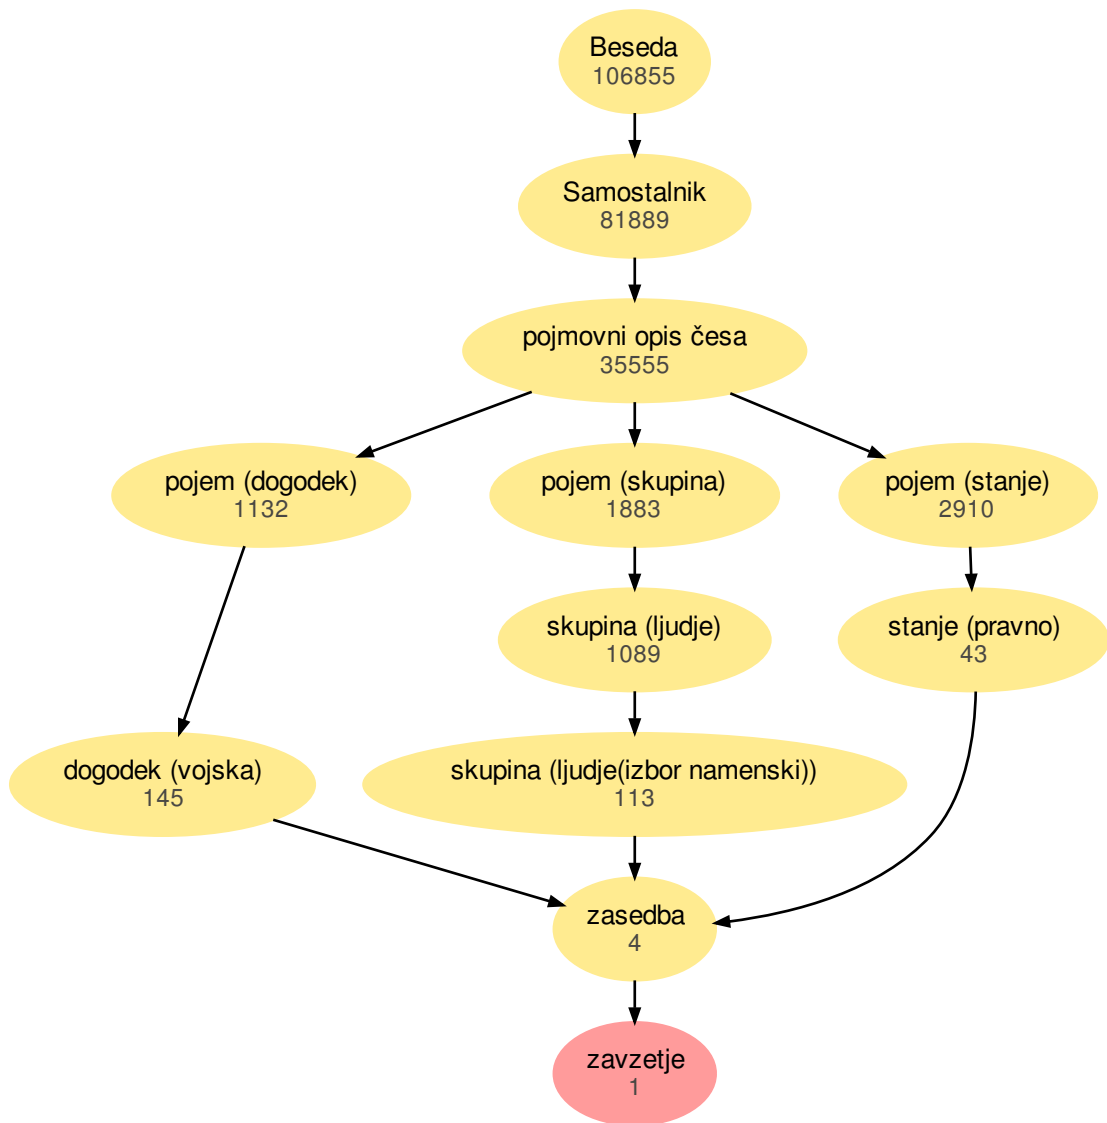 Beseda
106855
Samostalnik
81889
pojmovni opis česa
35555
pojem (dogodek)
1132
pojem (skupina)
1883
pojem (stanje)
2910
skupina (ljudje)
1089
stanje (pravno)
43
dogodek (vojska)
145
skupina (ljudje(izbor namenski))
113
zasedba
4
zavzetje
1